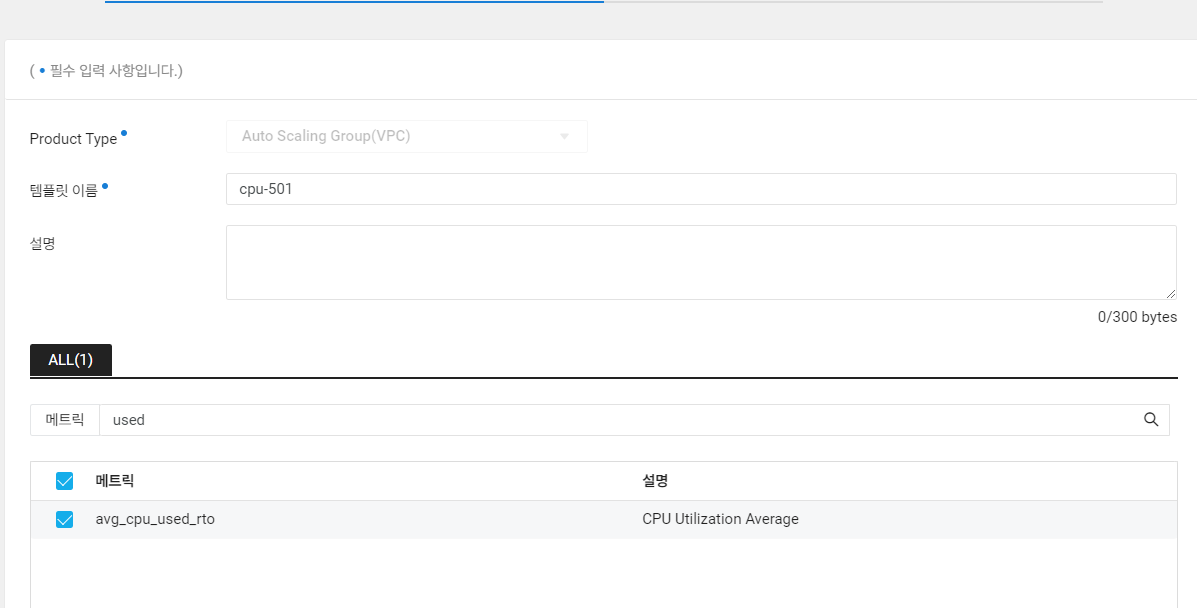 ( • 필수 입력 사항입니다.)
Product Type •
Auto Scaling Group(VPC)
템플릿 이름 •
cpu-501
설명
0/300 bytes
ALL(1)
메트릭 used
메트릭 설명
avg_cpu_used_rto CPU Utilization Average